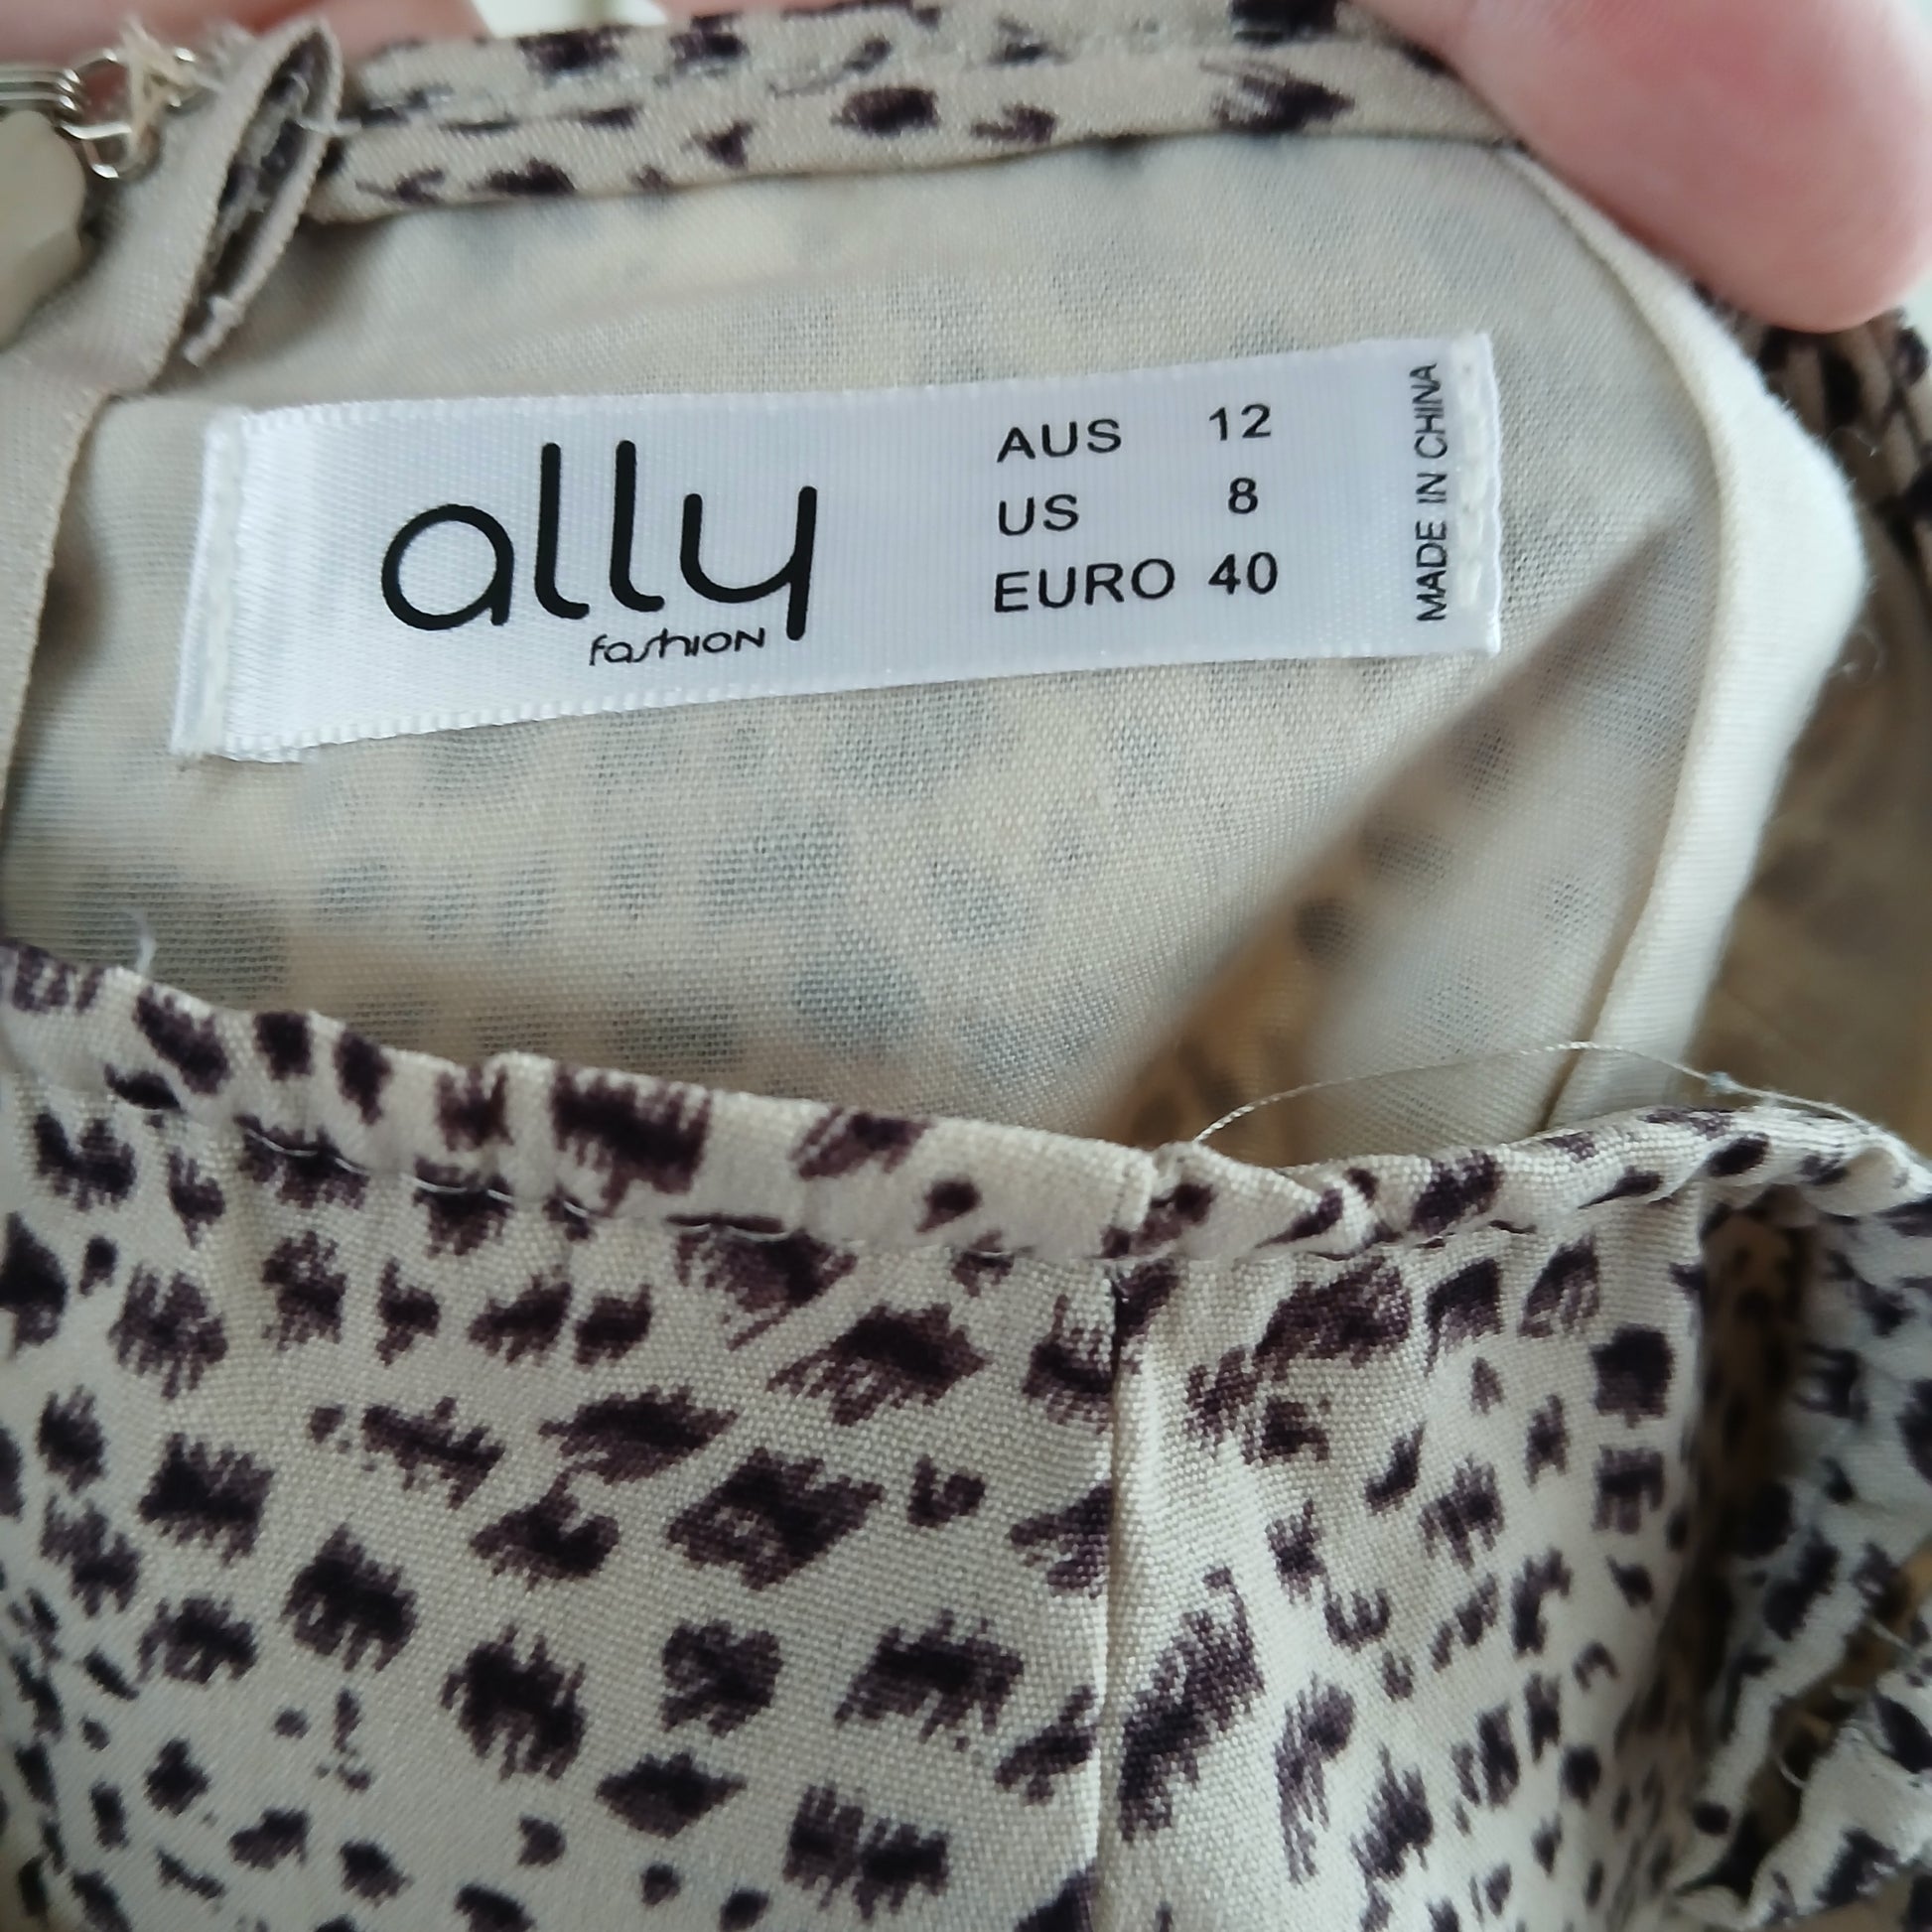 ally
fashion
AUS 12
US 8
EURO 40
MADE IN CHINA